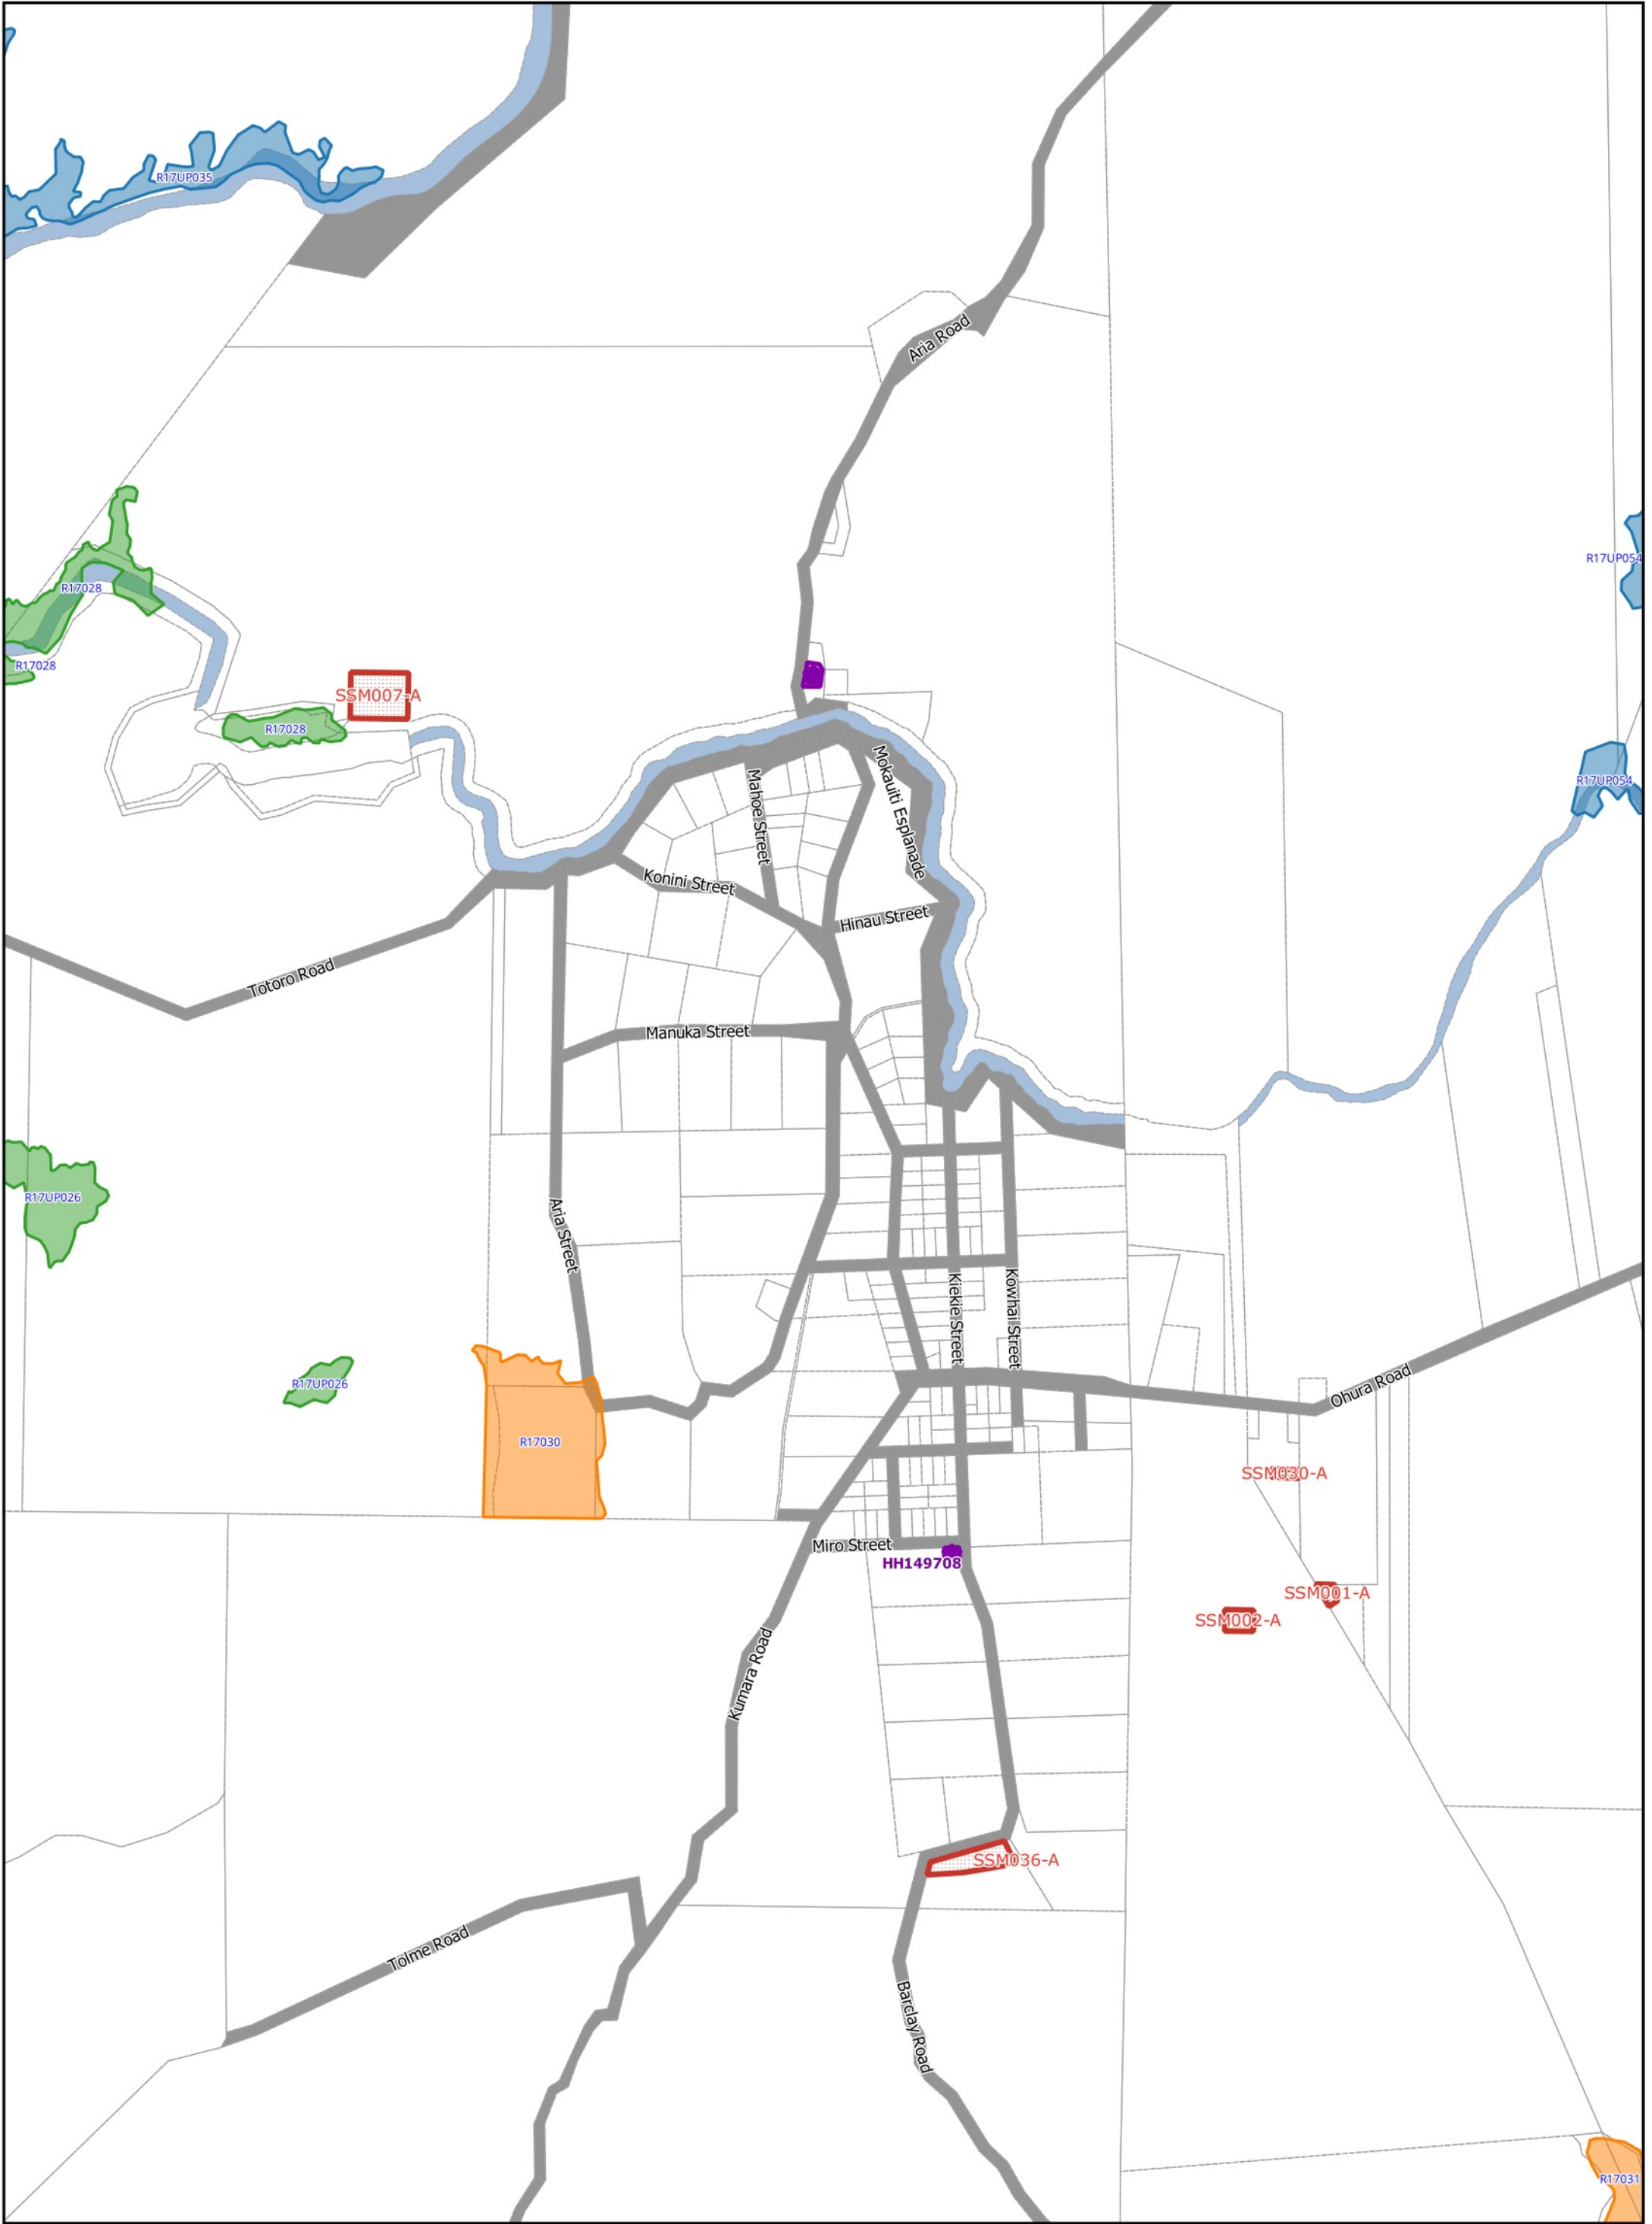 R17UP035
Aria Road
R17UP054
R17028
R17028
SSM007-A
R17028
Mahoe Street
Mokauiti Esplanade
R17UP054
Konini Street
Hinau Street
Totoro Road
Manuka Street
R17UP026
Aria Street
Kiekie Street
Kowhai Street
R17UP026
Ohura Road
R17030
SSM030-A
Miro Street
HH149708
SSM001-A
SSM002-A
Kumara Road
SSM036-A
Tolme Road
Barclay Road
R17031